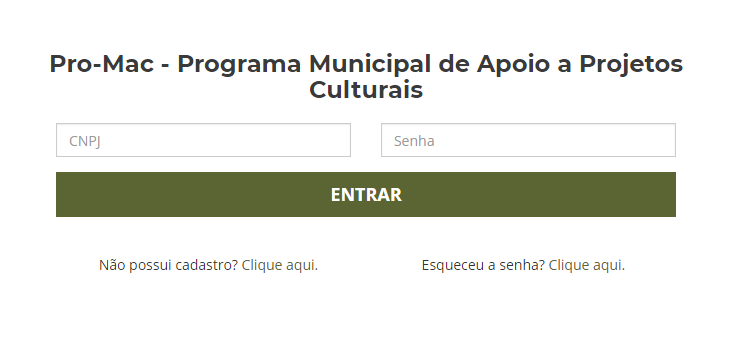 Pro-Mac - Programa Municipal de Apoio a Projetos
Culturais
CNPJ
Senha
ENTRAR
Não possui cadastro? Clique aqui.
Esqueceu a senha? Clique aqui.